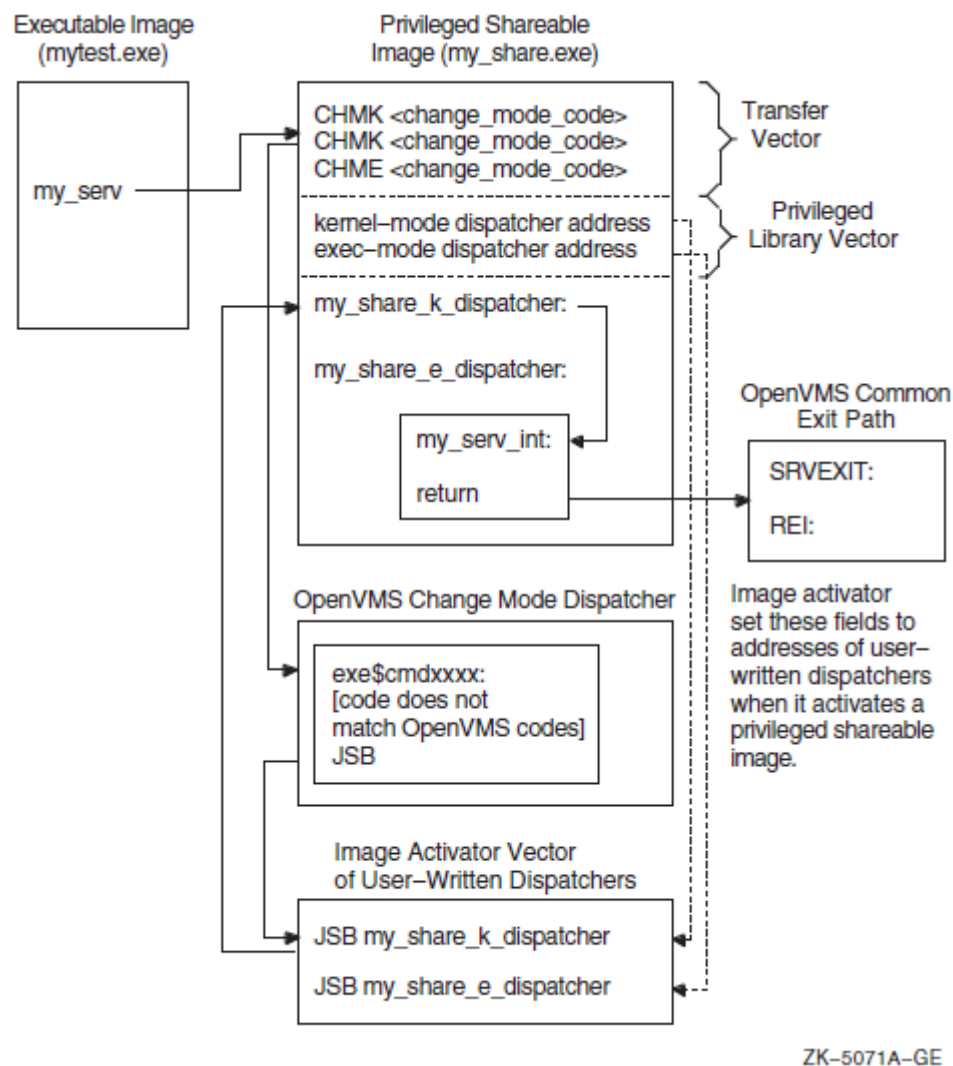 Executable Image
(mytest.exe)
Privileged Shareable
Image (my_share.exe)
my_serv
CHMK <change_mode_code>
CHMK <change_mode_code>
CHME <change_mode_code>
Transfer
Vector
kernel–mode dispatcher address
exec–mode dispatcher address
Privileged
Library Vector
my_share_k_dispatcher:
my_share_e_dispatcher:
my_serv_int:
return
OpenVMS Common
Exit Path
SRVEXIT:
REI:
OpenVMS Change Mode Dispatcher
exe$cmdxxxx:
[code does not
match OpenVMS codes]
JSB
Image activator
set these fields to
addresses of user–
written dispatchers
when it activates a
privileged shareable
image.
Image Activator Vector
of User–Written Dispatchers
JSB my_share_k_dispatcher
JSB my_share_e_dispatcher
ZK–5071A–GE